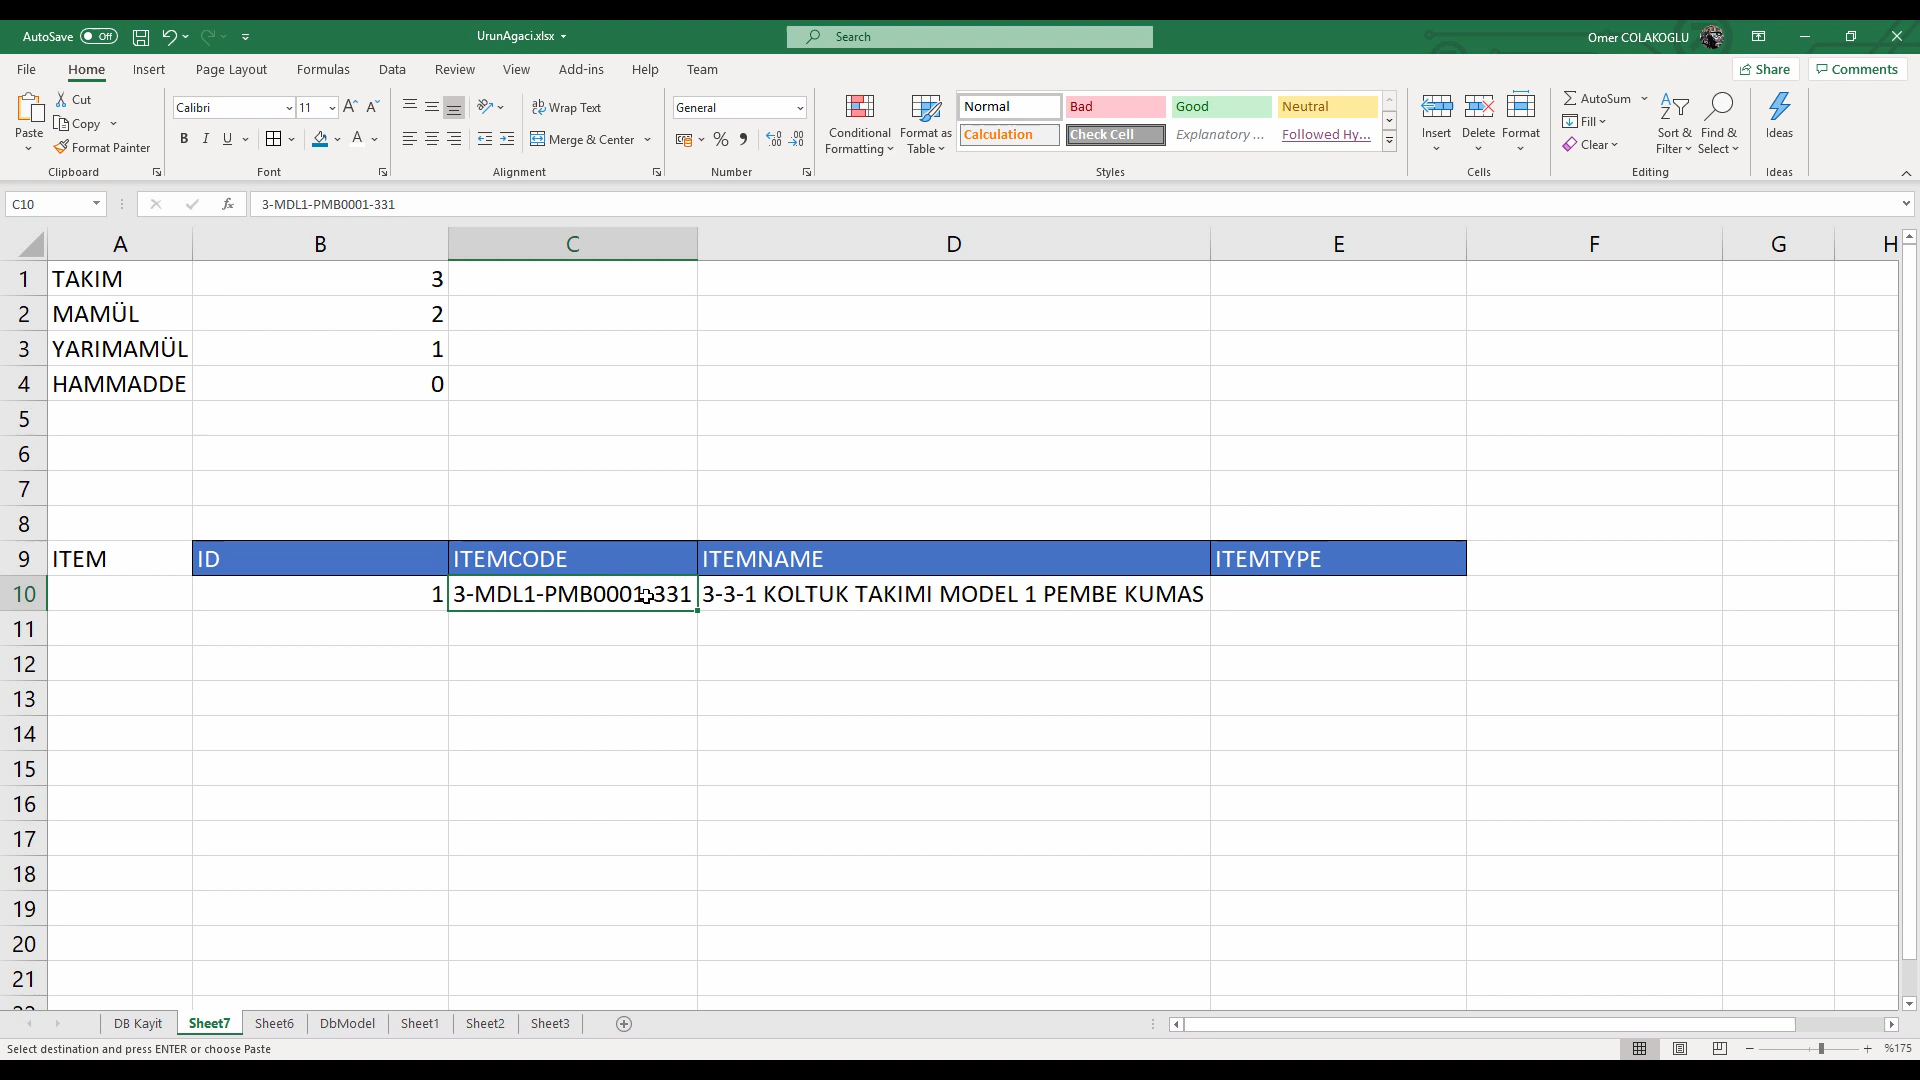 AutoSave Off UrunAgaci.xlsx Search Omer COLAKOGLU
File Home Insert Page Layout Formulas Data Review View Add-ins Help Team Share Comments
Paste Cut Copy Format Painter Clipboard
Calibri 11 B I U A Font
Wrap Text Merge & Center Alignment
General % Number
Conditional Formatting Format as Table
Normal Bad Good Neutral
Calculation Check Cell Explanatory ... Followed Hy...
Styles
Insert Delete Format Cells
AutoSum Fill Clear Sort & Filter Find & Select Editing
Ideas Ideas
C10 fx 3-MDL1-PMB0001-331
A B C D E F G H
1 TAKIM 3
2 MAMÜL 2
3 YARIMAMÜL 1
4 HAMMADDE 0
5
6
7
8
9 ITEM ID ITEMCODE ITEMNAME ITEMTYPE
10 1 3-MDL1-PMB0001-331 3-3-1 KOLTUK TAKIMI MODEL 1 PEMBE KUMAS
11
12
13
14
15
16
17
18
19
20
21
DB Kayit Sheet7 Sheet6 DbModel Sheet1 Sheet2 Sheet3
Select destination and press ENTER or choose Paste %175